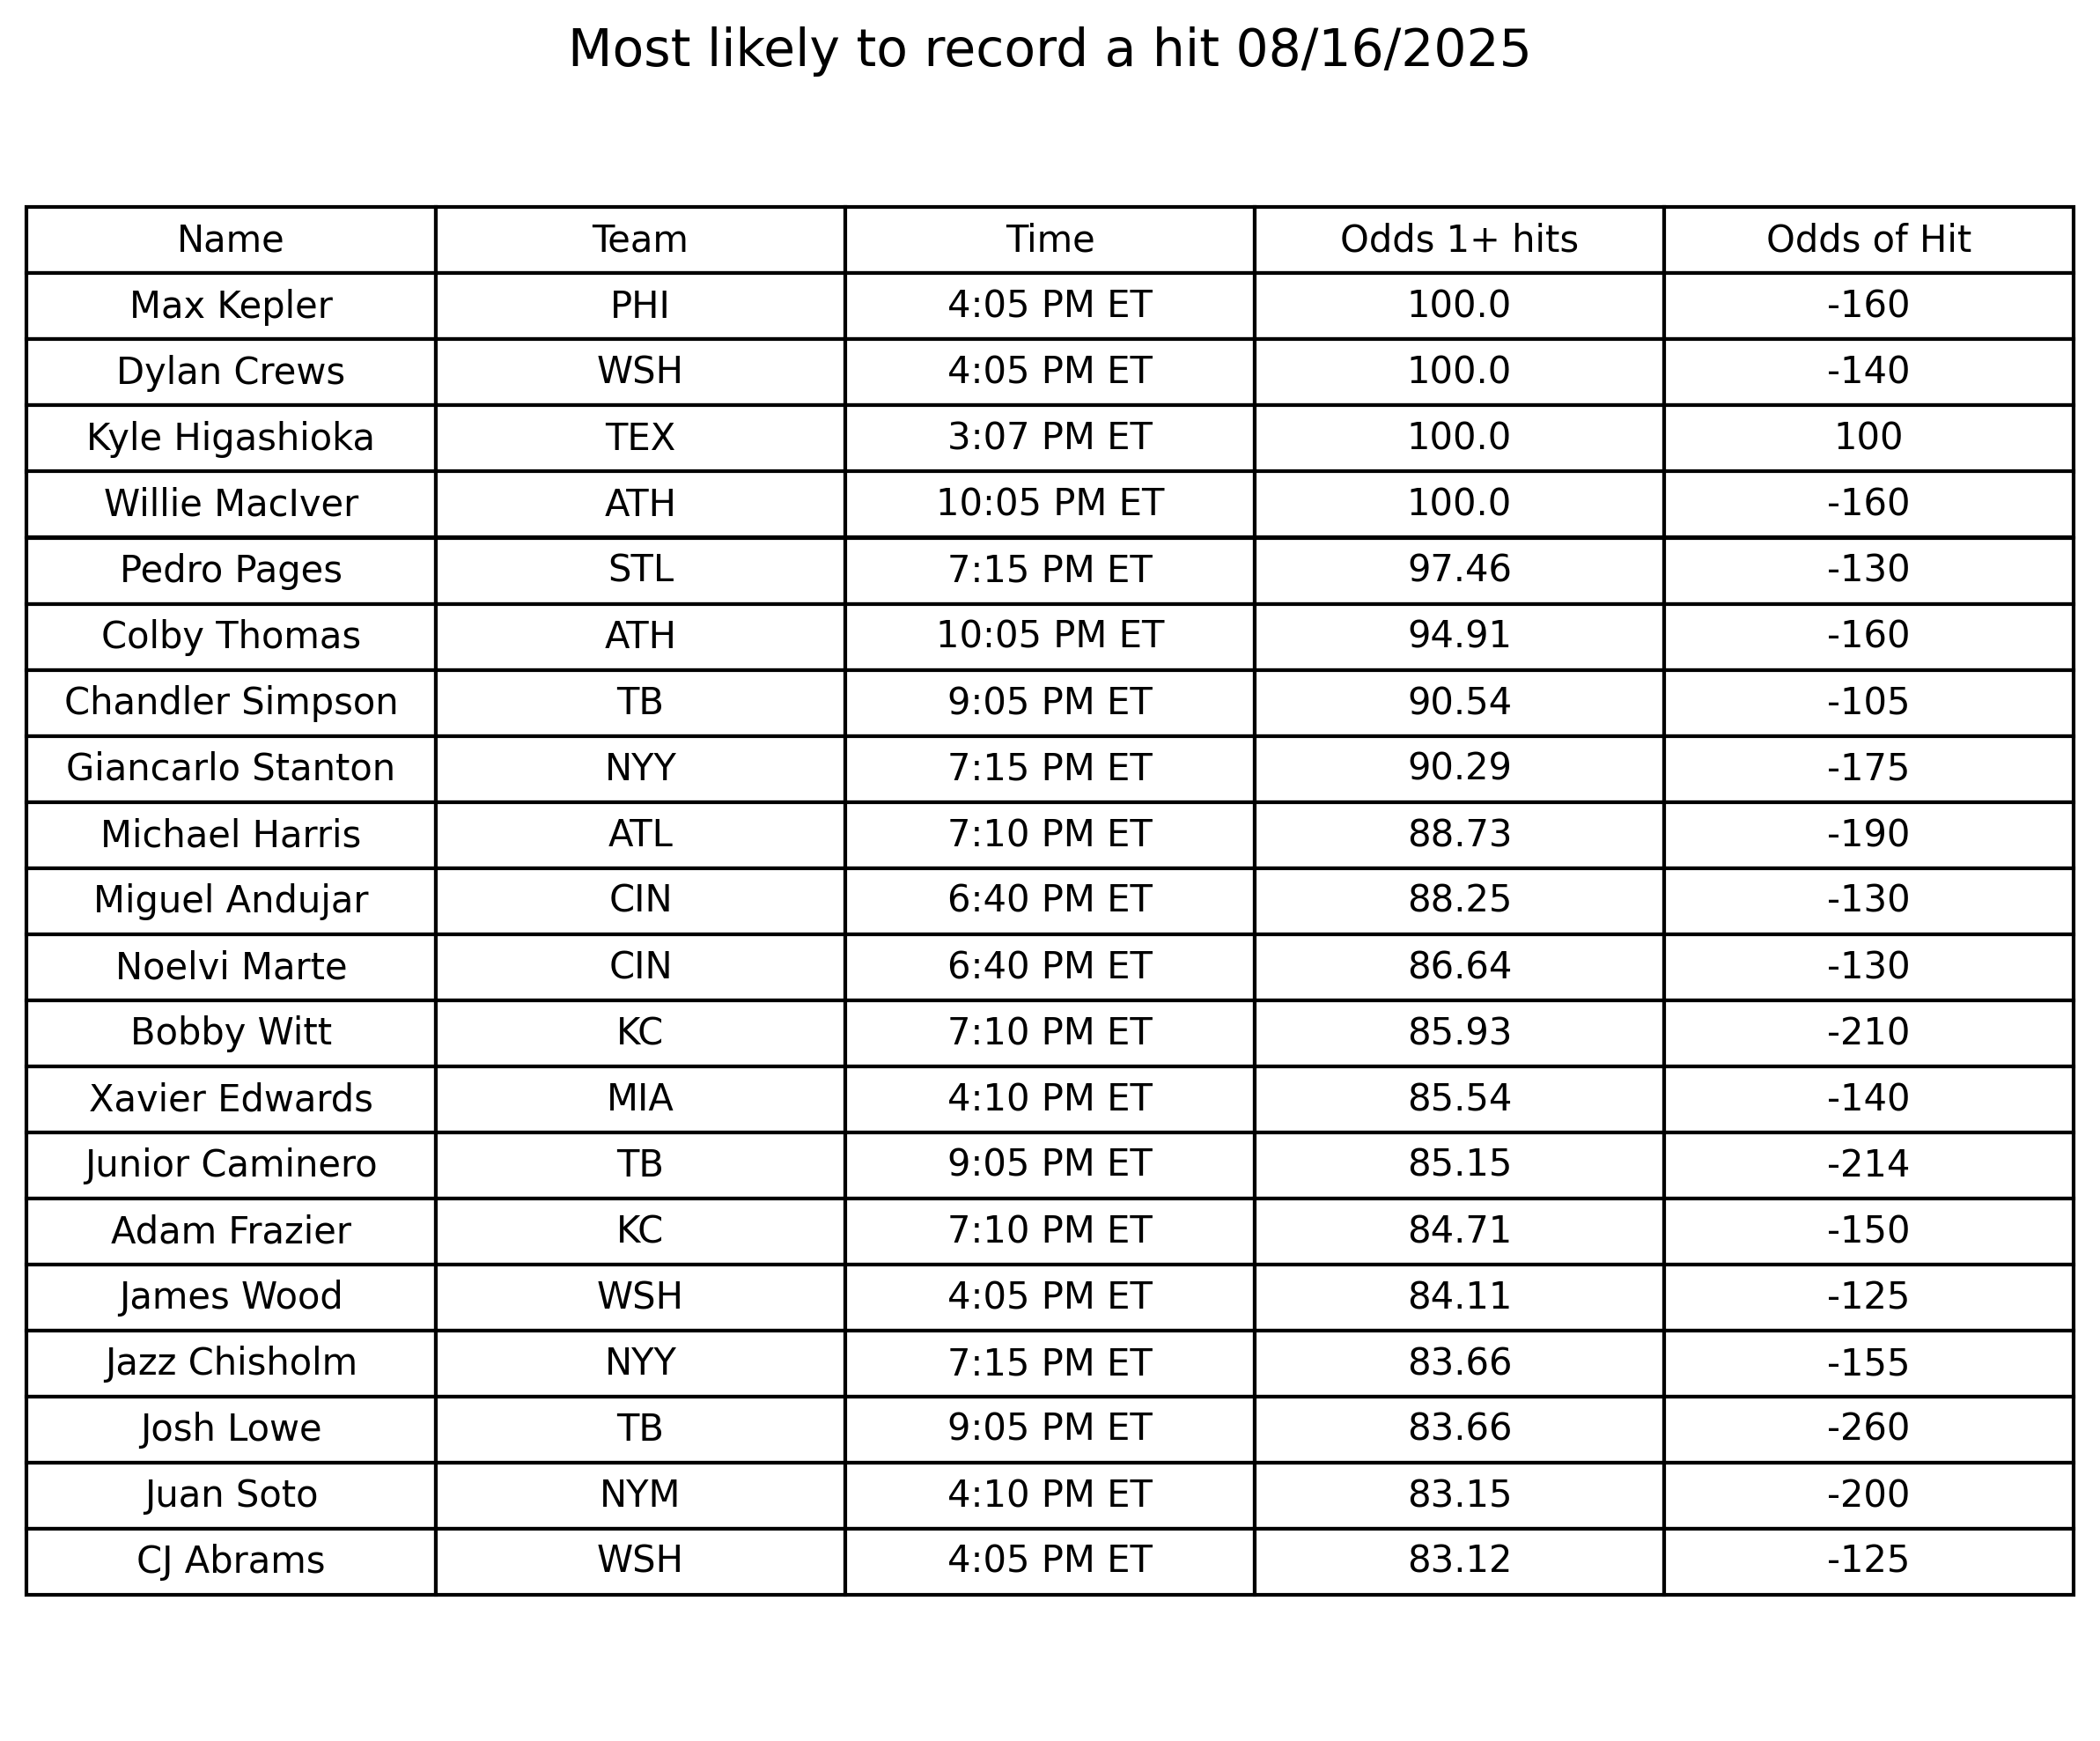 Most likely to record a hit 08/16/2025
Name Team Time Odds 1+ hits Odds of Hit
Max Kepler PHI 4:05 PM ET 100.0 -160
Dylan Crews WSH 4:05 PM ET 100.0 -140
Kyle Higashioka TEX 3:07 PM ET 100.0 100
Willie MacIver ATH 10:05 PM ET 100.0 -160
Pedro Pages STL 7:15 PM ET 97.46 -130
Colby Thomas ATH 10:05 PM ET 94.91 -160
Chandler Simpson TB 9:05 PM ET 90.54 -105
Giancarlo Stanton NYY 7:15 PM ET 90.29 -175
Michael Harris ATL 7:10 PM ET 88.73 -190
Miguel Andujar CIN 6:40 PM ET 88.25 -130
Noelvi Marte CIN 6:40 PM ET 86.64 -130
Bobby Witt KC 7:10 PM ET 85.93 -210
Xavier Edwards MIA 4:10 PM ET 85.54 -140
Junior Caminero TB 9:05 PM ET 85.15 -214
Adam Frazier KC 7:10 PM ET 84.71 -150
James Wood WSH 4:05 PM ET 84.11 -125
Jazz Chisholm NYY 7:15 PM ET 83.66 -155
Josh Lowe TB 9:05 PM ET 83.66 -260
Juan Soto NYM 4:10 PM ET 83.15 -200
CJ Abrams WSH 4:05 PM ET 83.12 -125